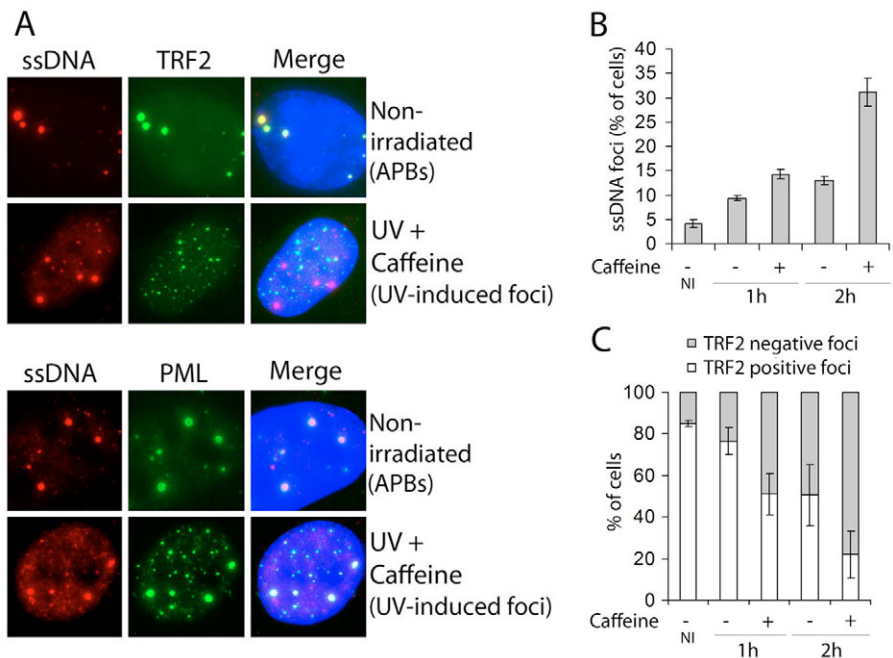 A
ssDNA TRF2 Merge
Non-
irradiated
(APBs)
UV +
Caffeine
(UV-induced foci)
ssDNA PML Merge
Non-
irradiated
(APBs)
UV +
Caffeine
(UV-induced foci)
B
ssDNA foci (% of cells)
40
35
30
25
20
15
10
5
0
Caffeine - - + - +
NI 1h 2h
C
TRF2 negative foci
TRF2 positive foci
% of cells
100
80
60
40
20
0
Caffeine - - + - +
NI 1h 2h